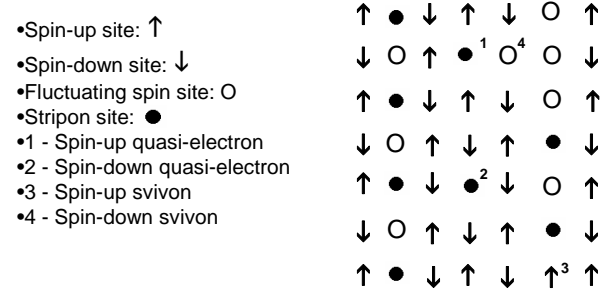 •Spin-up site: ↑
•Spin-down site: ↓
•Fluctuating spin site: O
•Stripon site: ●
•1 - Spin-up quasi-electron
•2 - Spin-down quasi-electron
•3 - Spin-up svivon
•4 - Spin-down svivon
↑ ● ↓ ↑ ↓ O ↑
↓ O ↑ ● 1 O 4 O ↓
↑ ● ↓ ↑ ↓ O ↑
↓ O ↑ ↓ ↑ ● ↓
↑ ● ↓ ● 2 ↓ O ↑
↓ O ↑ ↓ ↑ ● ↓
↑ ● ↓ ↑ ↓ ↑ 3 ↑